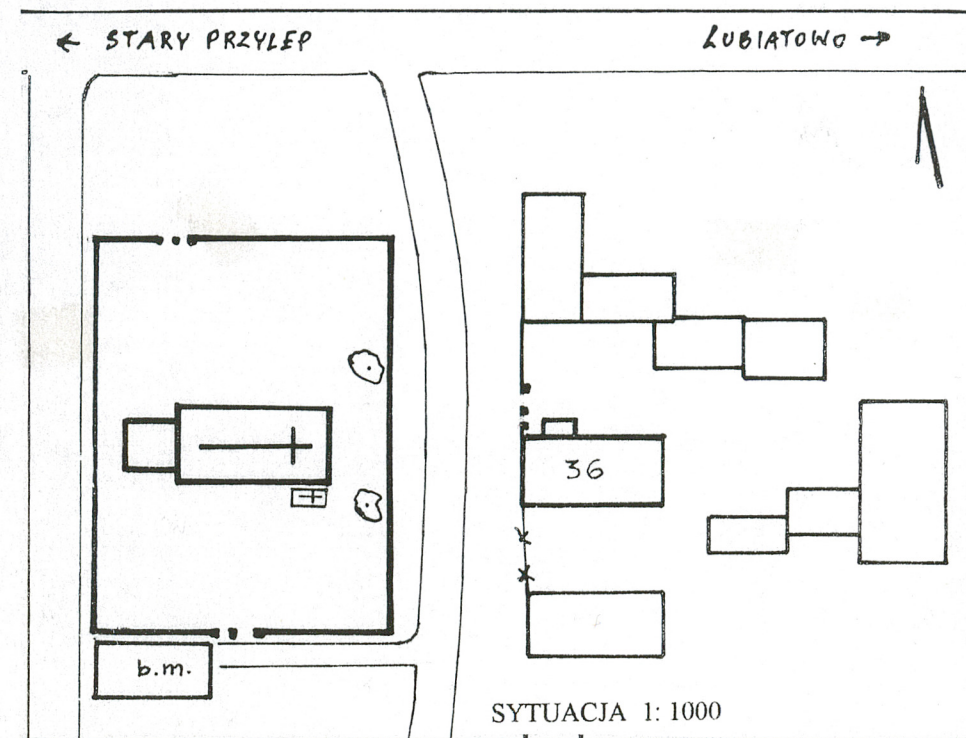 ← STARY PRZYLEP
LUBIATOWO →
36
b.m.
SYTUACJA 1: 1000